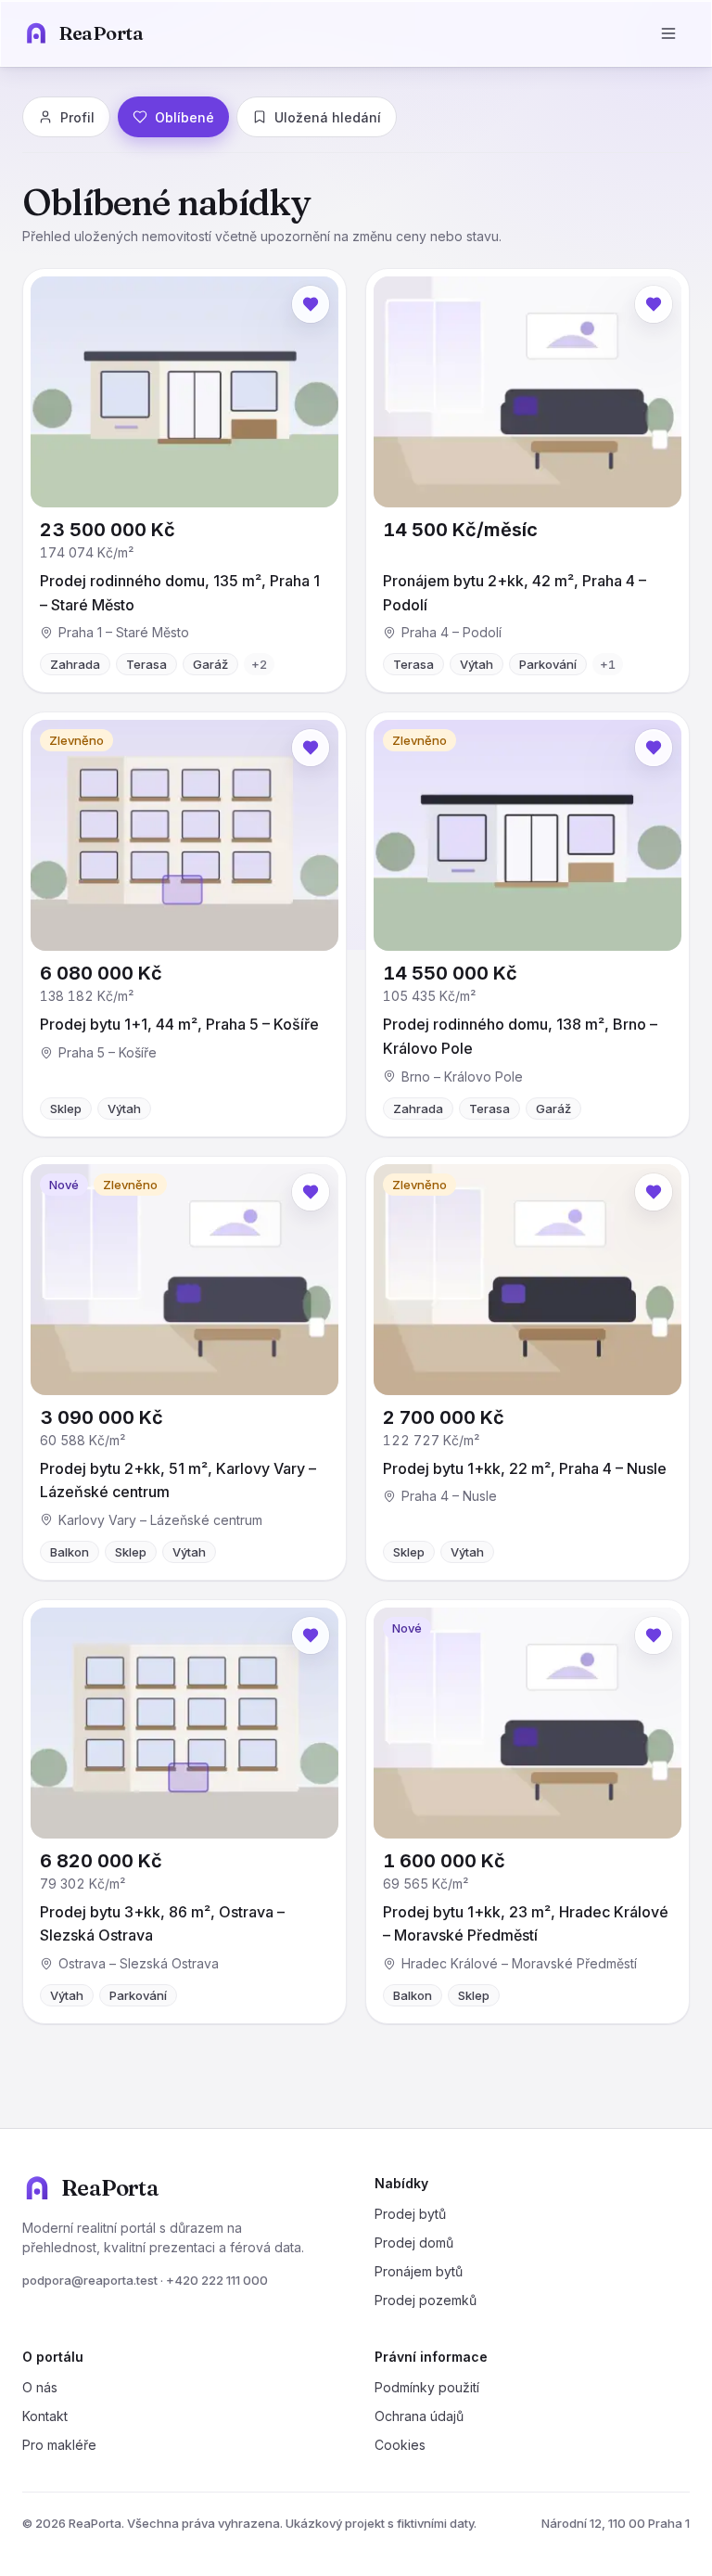 ReaPorta
Profil
Oblíbené
Uložená hledání
Oblíbené nabídky
Přehled uložených nemovitostí včetně upozornění na změnu ceny nebo stavu.
23 500 000 Kč
174 074 Kč/m²
Prodej rodinného domu, 135 m², Praha 1
– Staré Město
Praha 1 – Staré Město
Zahrada
Terasa
Garáž
+2
14 500 Kč/měsíc
Pronájem bytu 2+kk, 42 m², Praha 4 –
Podolí
Praha 4 – Podolí
Terasa
Výtah
Parkování
+1
Zlevněno
6 080 000 Kč
138 182 Kč/m²
Prodej bytu 1+1, 44 m², Praha 5 – Košíře
Praha 5 – Košíře
Sklep
Výtah
Zlevněno
14 550 000 Kč
105 435 Kč/m²
Prodej rodinného domu, 138 m², Brno –
Královo Pole
Brno – Královo Pole
Zahrada
Terasa
Garáž
Nové
Zlevněno
3 090 000 Kč
60 588 Kč/m²
Prodej bytu 2+kk, 51 m², Karlovy Vary –
Lázeňské centrum
Karlovy Vary – Lázeňské centrum
Balkon
Sklep
Výtah
Zlevněno
2 700 000 Kč
122 727 Kč/m²
Prodej bytu 1+kk, 22 m², Praha 4 – Nusle
Praha 4 – Nusle
Sklep
Výtah
6 820 000 Kč
79 302 Kč/m²
Prodej bytu 3+kk, 86 m², Ostrava –
Slezská Ostrava
Ostrava – Slezská Ostrava
Výtah
Parkování
Nové
1 600 000 Kč
69 565 Kč/m²
Prodej bytu 1+kk, 23 m², Hradec Králové
– Moravské Předměstí
Hradec Králové – Moravské Předměstí
Balkon
Sklep
ReaPorta
Moderní realitní portál s důrazem na
přehlednost, kvalitní prezentaci a férová data.
podpora@reaporta.test · +420 222 111 000
Nabídky
Prodej bytů
Prodej domů
Pronájem bytů
Prodej pozemků
O portálu
O nás
Kontakt
Pro makléře
Právní informace
Podmínky použití
Ochrana údajů
Cookies
© 2026 ReaPorta. Všechna práva vyhrazena. Ukázkový projekt s fiktivními daty.
Národní 12, 110 00 Praha 1